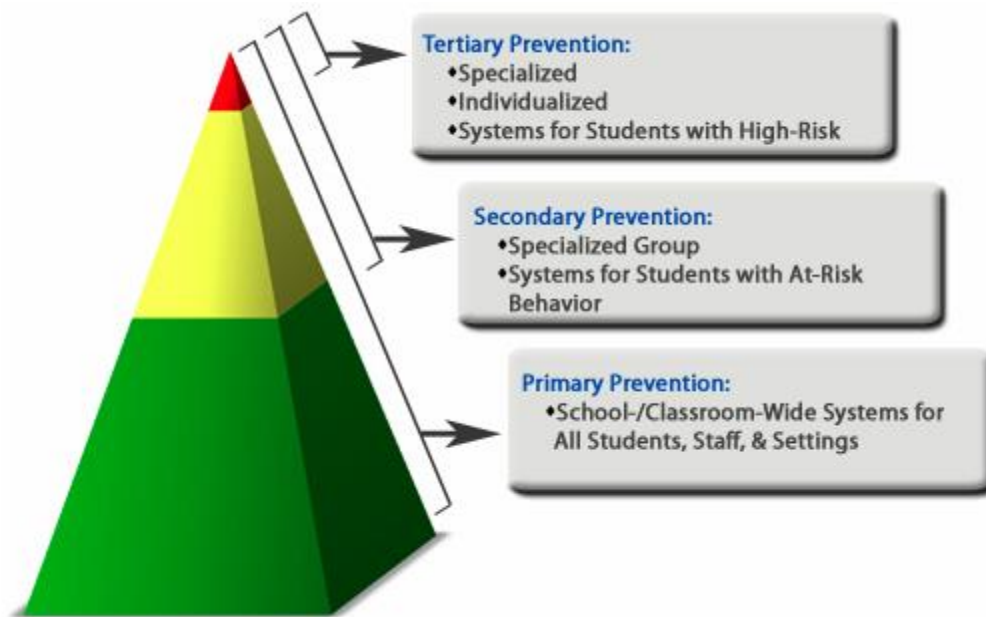 Tertiary Prevention:
♦Specialized
♦Individualized
♦Systems for Students with High-Risk
Secondary Prevention:
♦Specialized Group
♦Systems for Students with At-Risk
Behavior
Primary Prevention:
♦School-/Classroom-Wide Systems for
All Students, Staff, & Settings